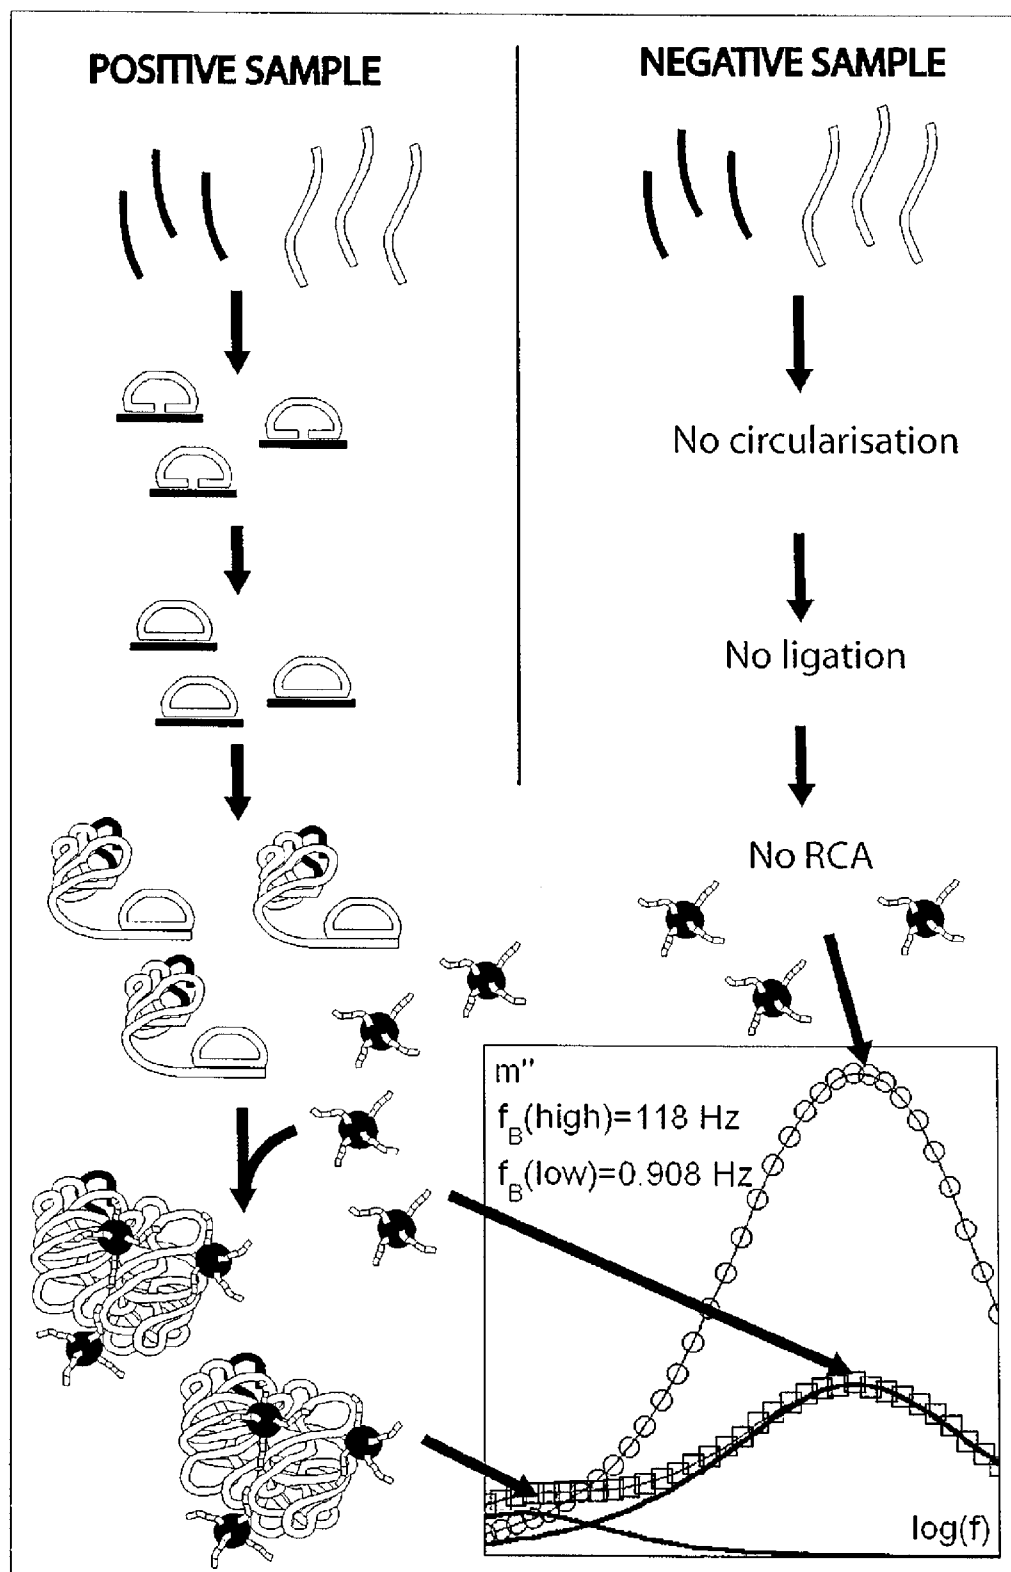 POSITIVE SAMPLE
NEGATIVE SAMPLE
No circularisation
No ligation
No RCA
m''
f_B(high)=118 Hz
f_B(low)=0.908 Hz
log(f)